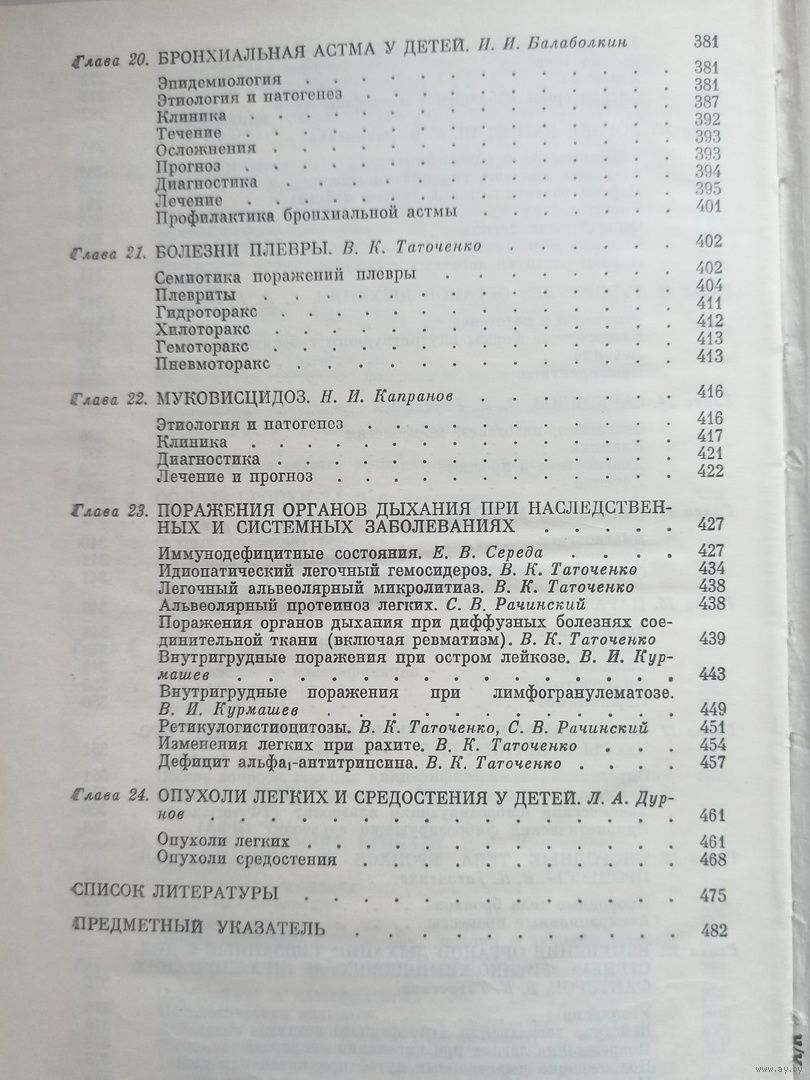 Глава 20. БРОНХИАЛЬНАЯ АСТМА У ДЕТЕЙ. И. И. Балаболкин 381
Эпидемиология . . . . . . . . . . . . 381
Этиология и патогенез . . . . . . . . . . 381
Клиника . . . . . . . . . . . . . 387
Течение . . . . . . . . . . . . . 392
Осложнения . . . . . . . . . . . . 393
Прогноз . . . . . . . . . . . . . 393
Диагностика . . . . . . . . . . . . 394
Лечение . . . . . . . . . . . . . 395
Профилактика бронхиальной астмы . . . . . . 401
Глава 21. БОЛЕЗНИ ПЛЕВРЫ. В. К. Таточенко . . . . . 402
Семиотика поражений плевры . . . . . . . 402
Плевриты . . . . . . . . . . . . . 404
Гидроторакс . . . . . . . . . . . . 411
Хилоторакс . . . . . . . . . . . . 412
Гемоторакс . . . . . . . . . . . . 413
Пневмоторакс . . . . . . . . . . . . 413
Глава 22. МУКОВИСЦИДОЗ. Н. И. Капранов . . . . . . 416
Этиология и патогенез . . . . . . . . . . 416
Клиника . . . . . . . . . . . . . 417
Диагностика . . . . . . . . . . . . 421
Лечение и прогноз . . . . . . . . . . 422
Глава 23. ПОРАЖЕНИЯ ОРГАНОВ ДЫХАНИЯ ПРИ НАСЛЕДСТВЕН-
НЫХ И СИСТЕМНЫХ ЗАБОЛЕВАНИЯХ . . . . . 427
Иммунодефицитные состояния. Е. В. Середа . . . . 427
Идиопатический легочный гемосидероз. В. К. Таточенко 434
Легочный альвеолярный микролитиаз. В. К. Таточенко 438
Альвеолярный протеиноз легких. С. В. Рачинский 438
Поражения органов дыхания при диффузных болезнях сое-
динительной ткани (включая ревматизм). В. К. Таточенко 439
Внутригрудные поражения при остром лейкозе. В. И. Кур-
машев . . . . . . . . . . . . . . 443
Внутригрудные поражения при лимфогранулематозе.
В. И. Курмашев . . . . . . . . . . . 449
Ретикулогистиоцитозы. В. К. Таточенко, С. В. Рачинский 451
Изменения легких при рахите. В. К. Таточенко . . . 454
Дефицит альфа₁-антитрипсина. В. К. Таточенко . . . . 457
Глава 24. ОПУХОЛИ ЛЕГКИХ И СРЕДОСТЕНИЯ У ДЕТЕЙ. Л. А. Дур-
нов . . . . . . . . . . . . . . . 461
Опухоли легких . . . . . . . . . . . 461
Опухоли средостения . . . . . . . . . . 468
СПИСОК ЛИТЕРАТУРЫ . . . . . . . . . . . . 475
ПРЕДМЕТНЫЙ УКАЗАТЕЛЬ . . . . . . . . . . 482
www.ay.by